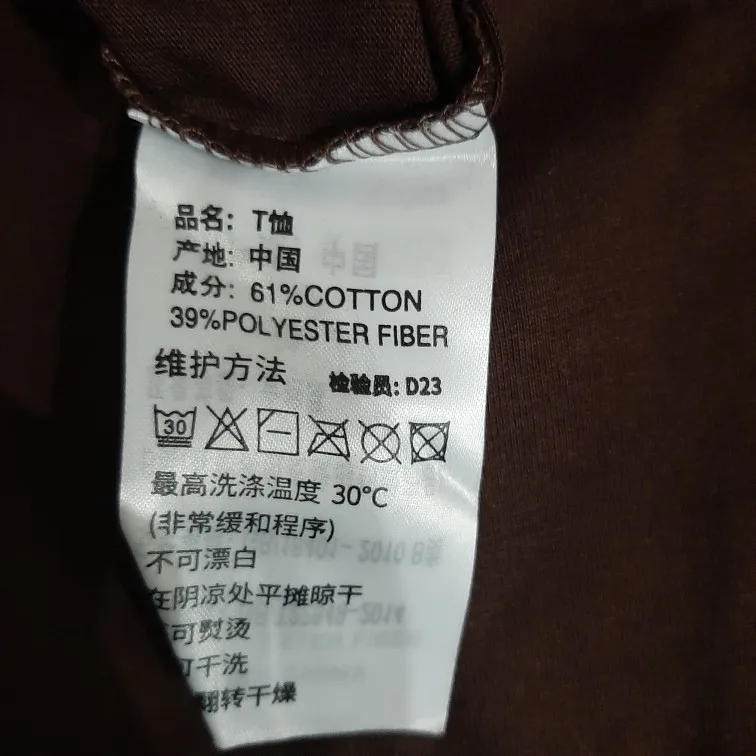 品名: T恤
产地: 中国
成分: 61%COTTON
39%POLYESTER FIBER
维护方法 检验员: D23
30
最高洗涤温度 30℃
(非常缓和程序)
不可漂白
在阴凉处平摊晾干
可熨烫
可干洗
翻转干燥